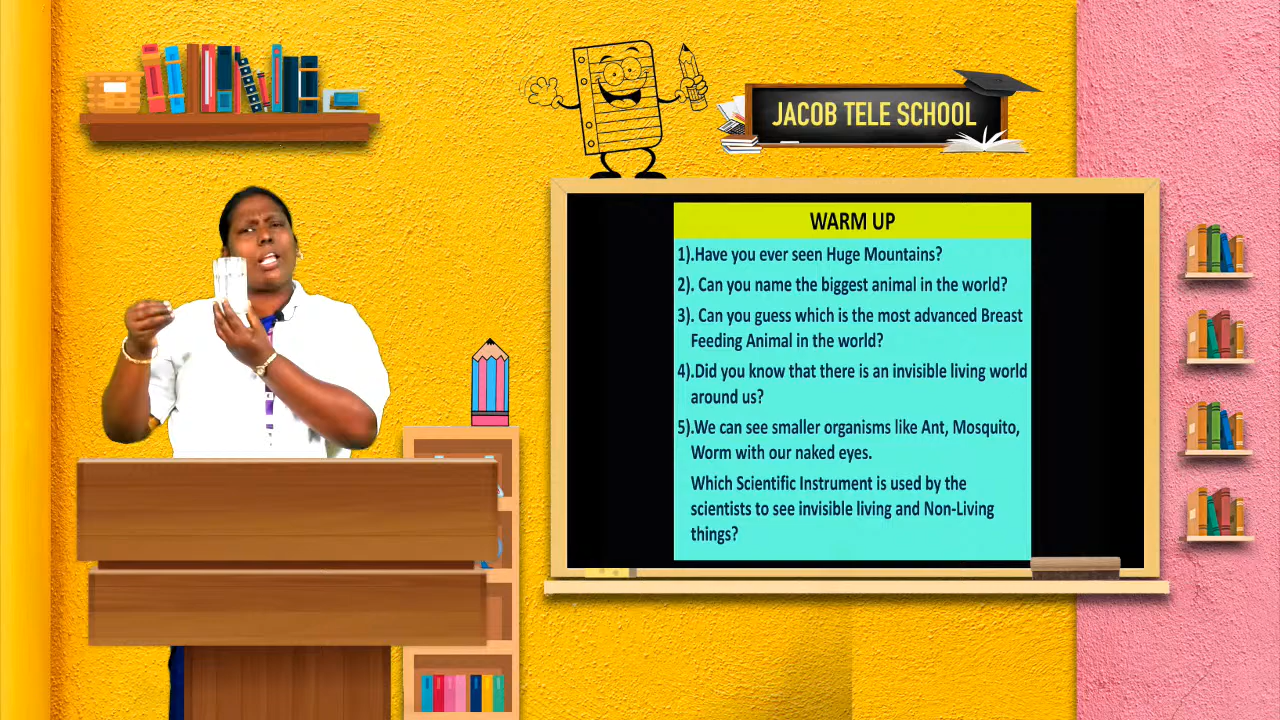 JACOB TELE SCHOOL
WARM UP
1).Have you ever seen Huge Mountains?
2). Can you name the biggest animal in the world?
3). Can you guess which is the most advanced Breast
Feeding Animal in the world?
4).Did you know that there is an invisible living world
around us?
5).We can see smaller organisms like Ant, Mosquito,
Worm with our naked eyes.
Which Scientific Instrument is used by the
scientists to see invisible living and Non-Living
things?